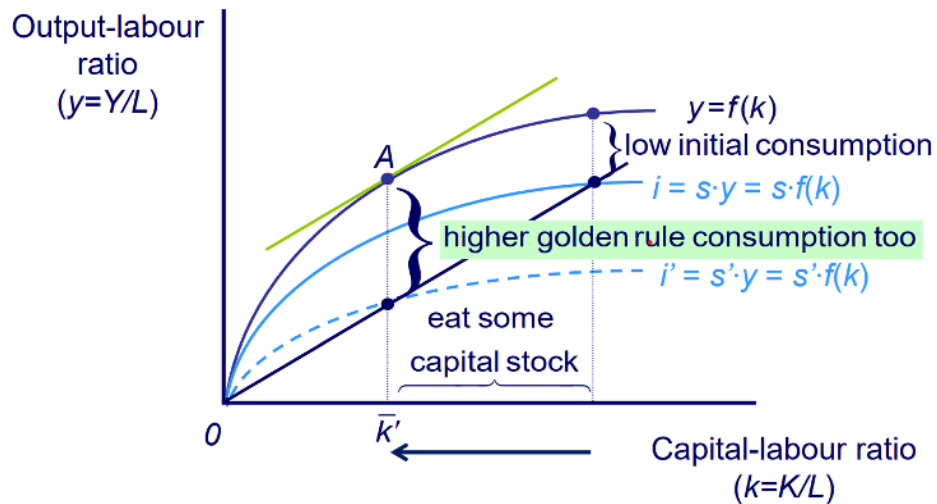 Output-labour
ratio
(y=Y/L)
y=f(k)
A
low initial consumption
i = s·y = s·f(k)
higher golden rule consumption too
i' = s'·y = s'·f(k)
eat some
capital stock
0
k̅'
Capital-labour ratio
(k=K/L)